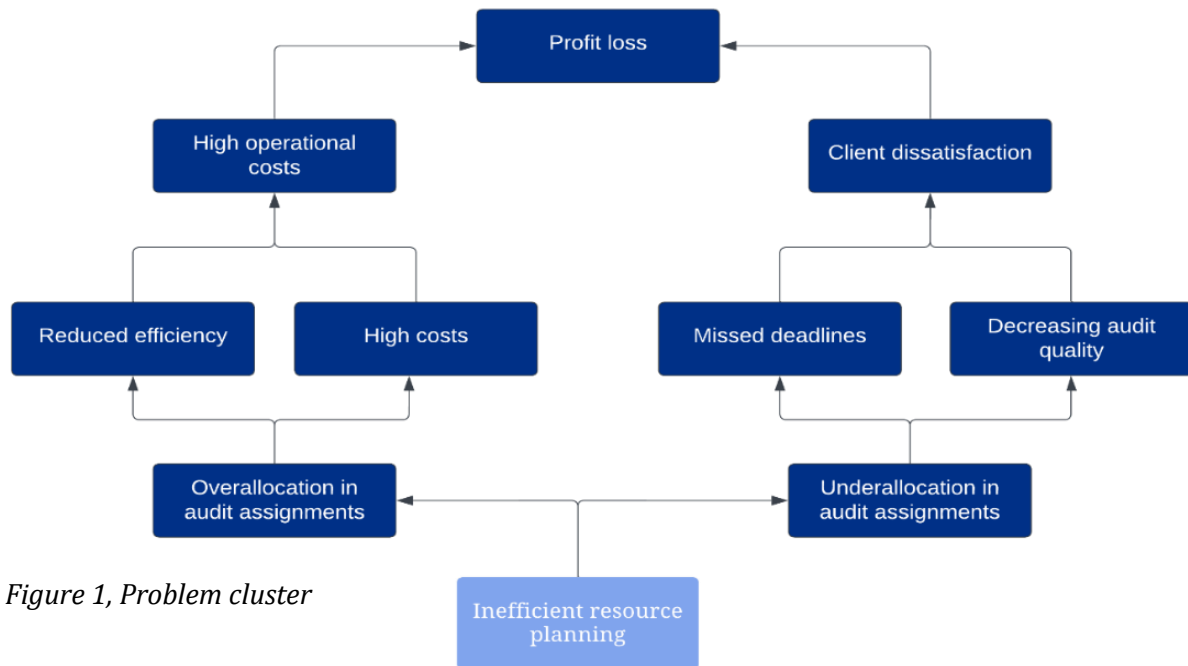 Profit loss
High operational
costs
Client dissatisfaction
Reduced efficiency
High costs
Missed deadlines
Decreasing audit
quality
Overallocation in
audit assignments
Underallocation in
audit assignments
Figure 1, Problem cluster
Inefficient resource
planning